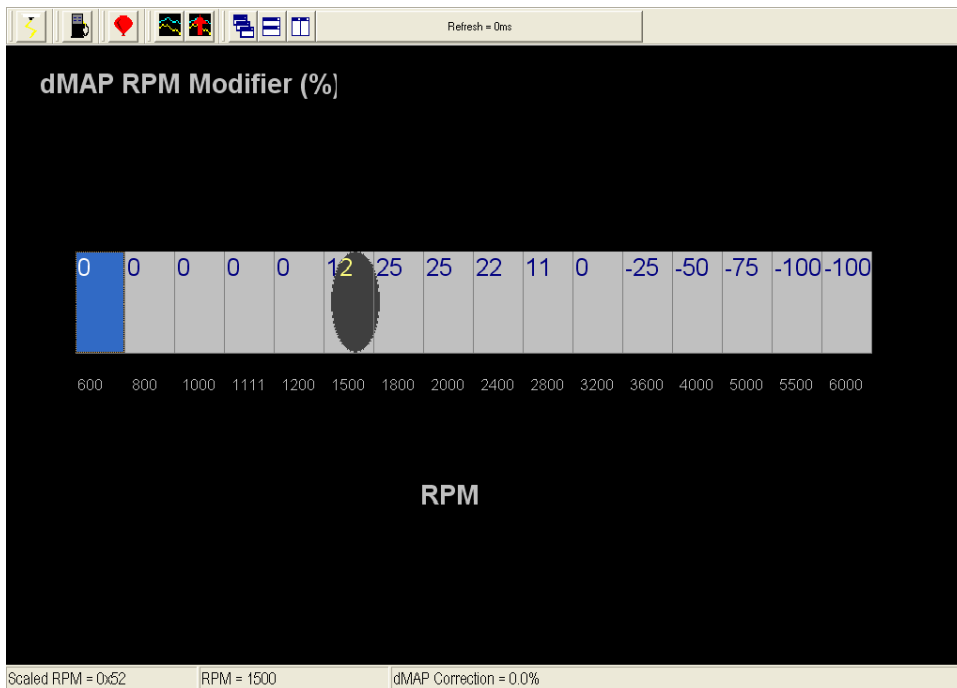 Refresh = 0ms
dMAP RPM Modifier (%)
0 0 0 0 0 12 25 25 22 11 0 -25 -50 -75 -100 -100
600 800 1000 1111 1200 1500 1800 2000 2400 2800 3200 3600 4000 5000 5500 6000
RPM
Scaled RPM = 0x52 RPM = 1500 dMAP Correction = 0.0%